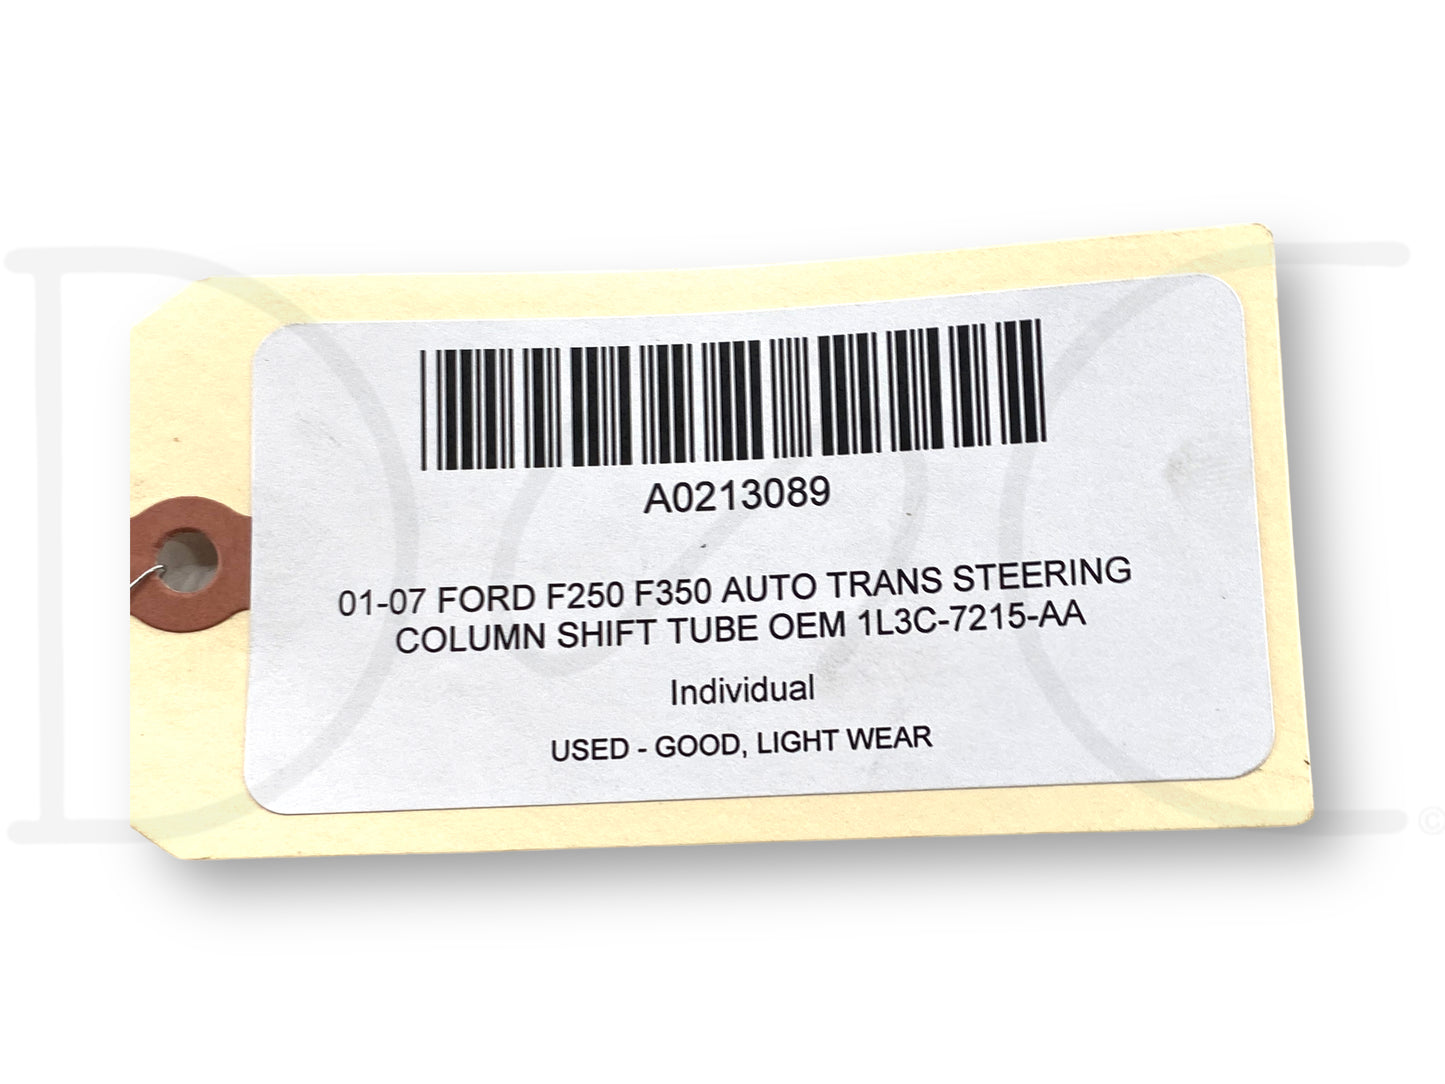 A0213089
01-07 FORD F250 F350 AUTO TRANS STEERING
COLUMN SHIFT TUBE OEM 1L3C-7215-AA
Individual
USED - GOOD, LIGHT WEAR